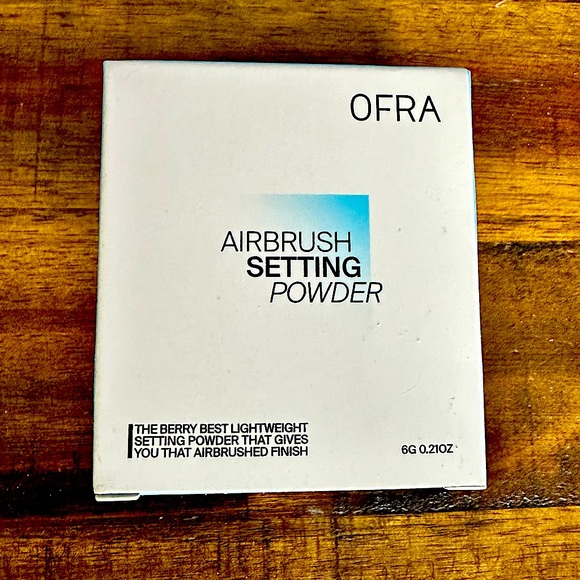 OFRA
AIRBRUSH
SETTING
POWDER
THE BERRY BEST LIGHTWEIGHT
SETTING POWDER THAT GIVES
YOU THAT AIRBRUSHED FINISH
6G 0.21OZ